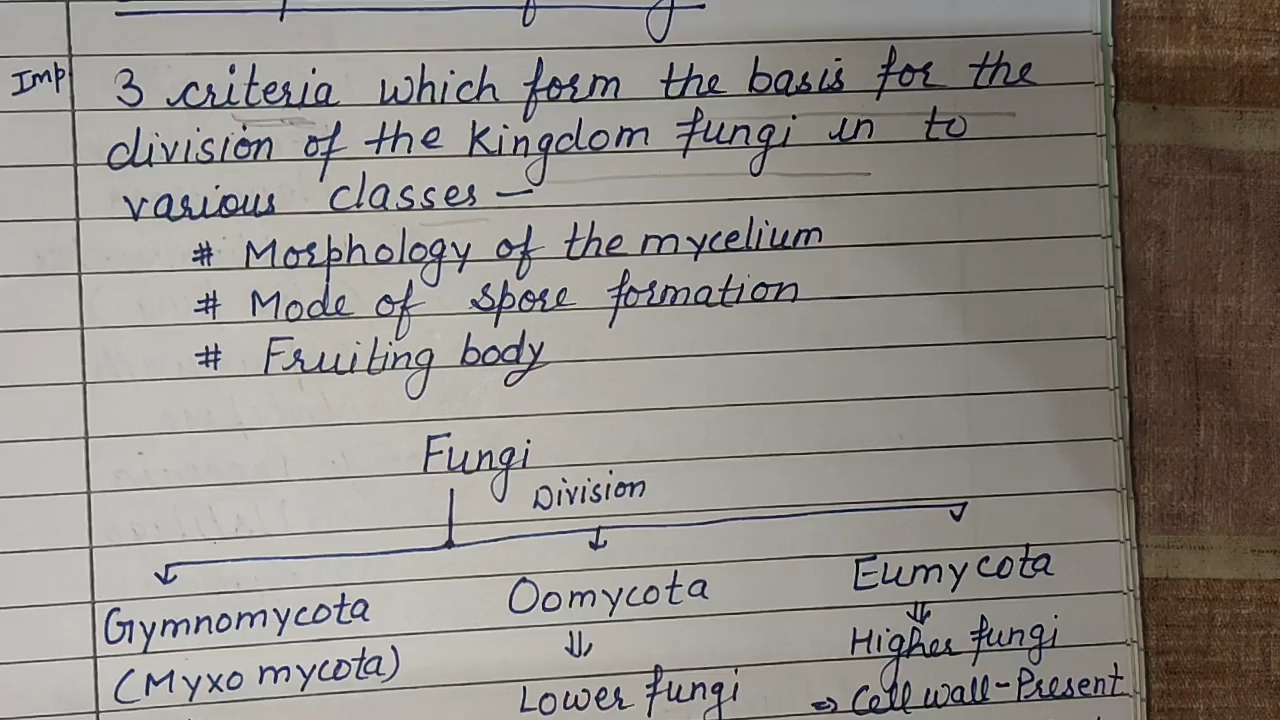 Imp 3 criteria which form the basis for the
division of the Kingdom fungi in to
various classes —
# Morphology of the mycelium
# Mode of spore formation
# Fruiting body
Fungi
Division
Gymnomycota Oomycota Eumycota
(Myxo mycota) ⇓ ⇓
Lower fungi Higher fungi
⇒ Cell wall - Present